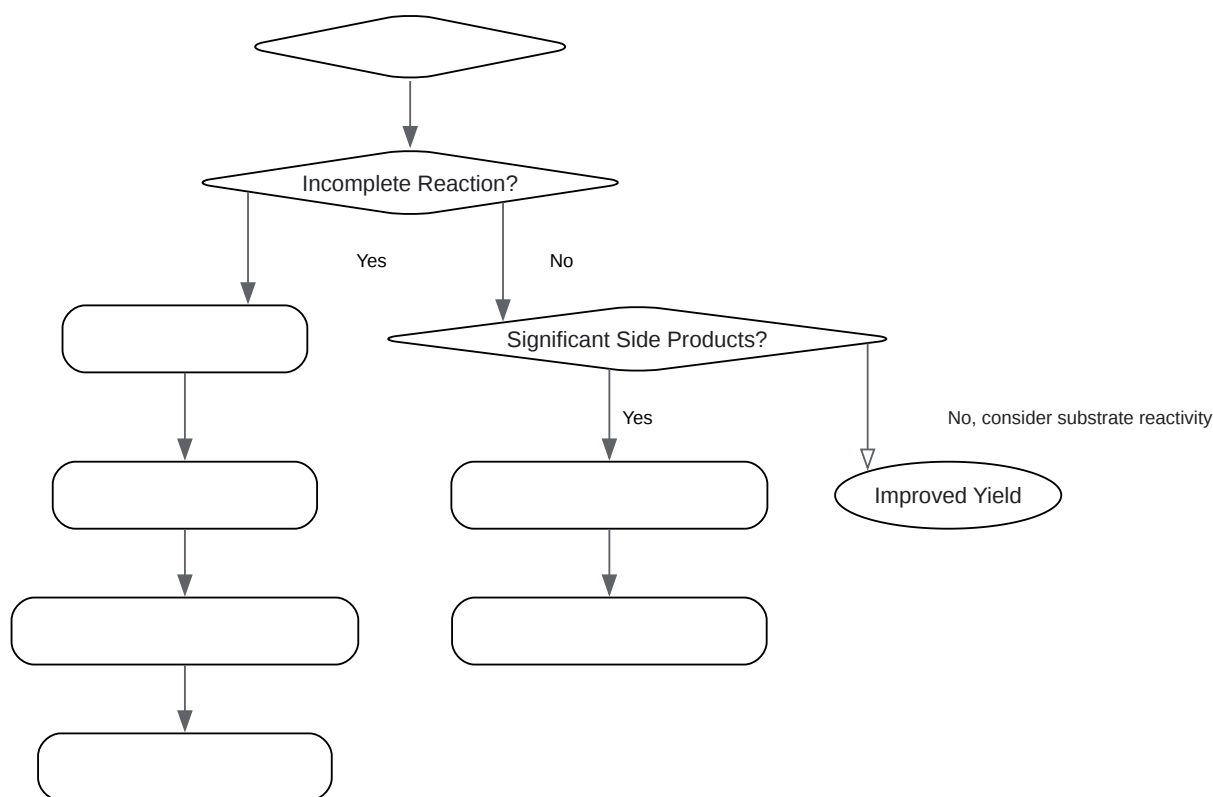 Incomplete Reaction?
Yes
No
Significant Side Products?
Yes
No, consider substrate reactivity
Improved Yield